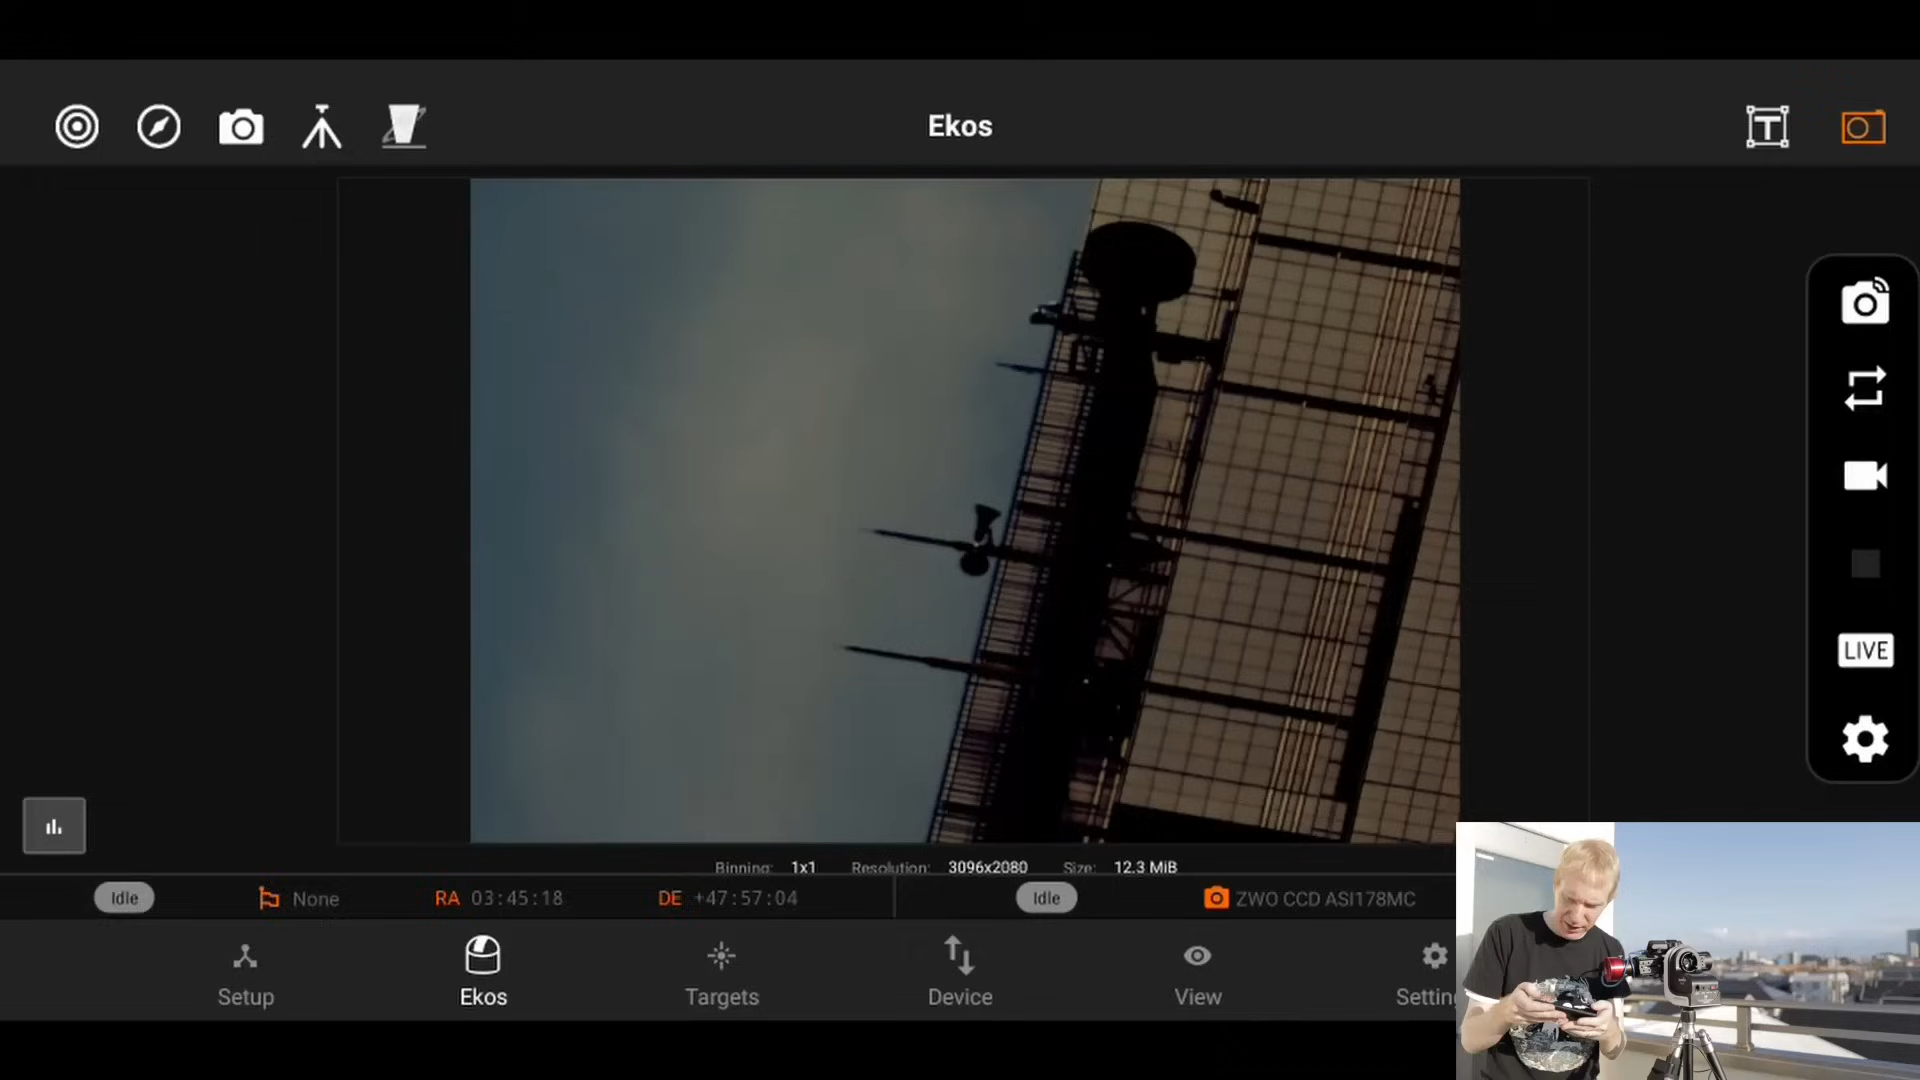 Ekos
T
LIVE
Binning: 1x1 Resolution: 3096x2080 Size: 12.3 MiB
Idle None RA 03:45:18 DE +47:57:04 Idle ZWO CCD ASI178MC
Setup Ekos Targets Device View Settin